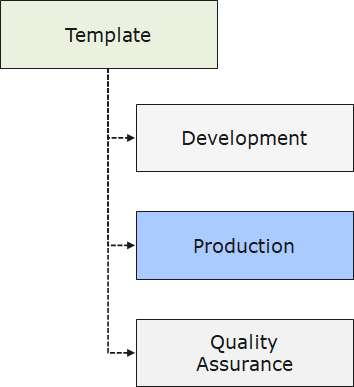 Template
Development
Production
Quality
Assurance